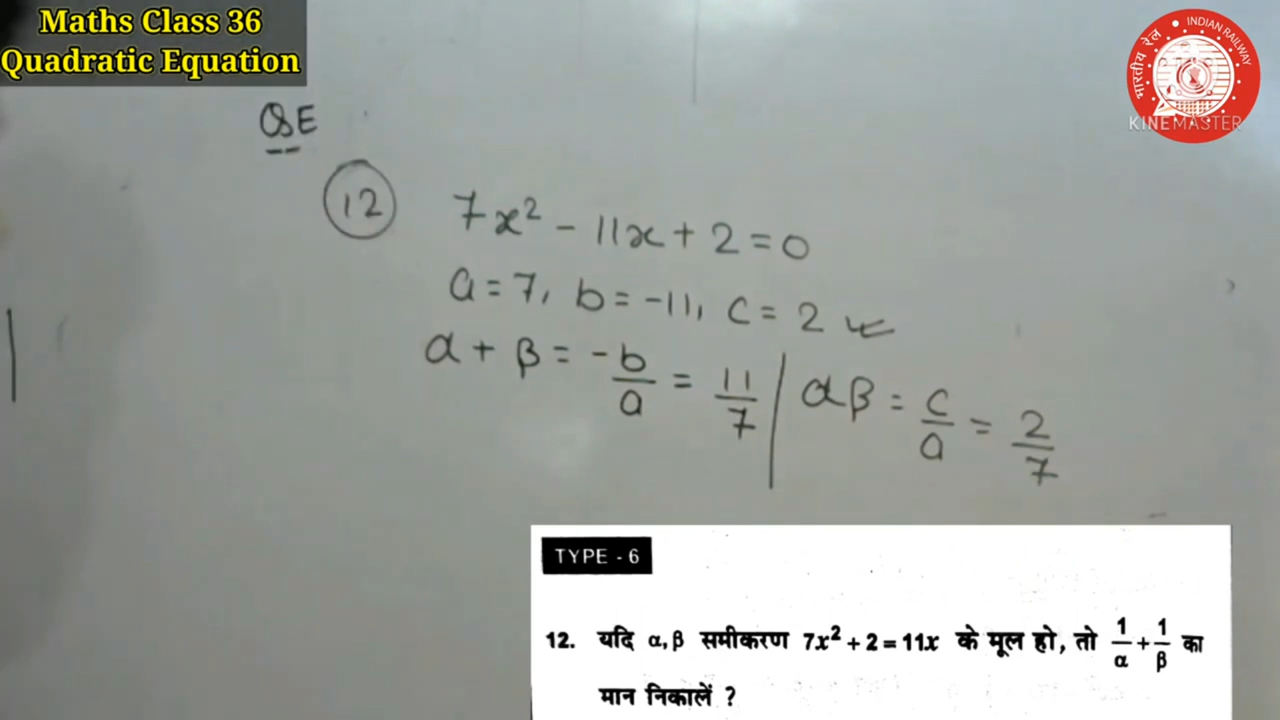 Maths Class 36
Quadratic Equation
भारतीय रेल • INDIAN RAILWAY
KINEMASTER
QE
12 7x² - 11x + 2 = 0
a = 7, b = -11, c = 2
α + β = -b/a = 11/7 | αβ = c/a = 2/7
TYPE - 6
12. यदि α, β समीकरण 7x² + 2 = 11x के मूल हो, तो 1/α + 1/β का
मान निकालें ?